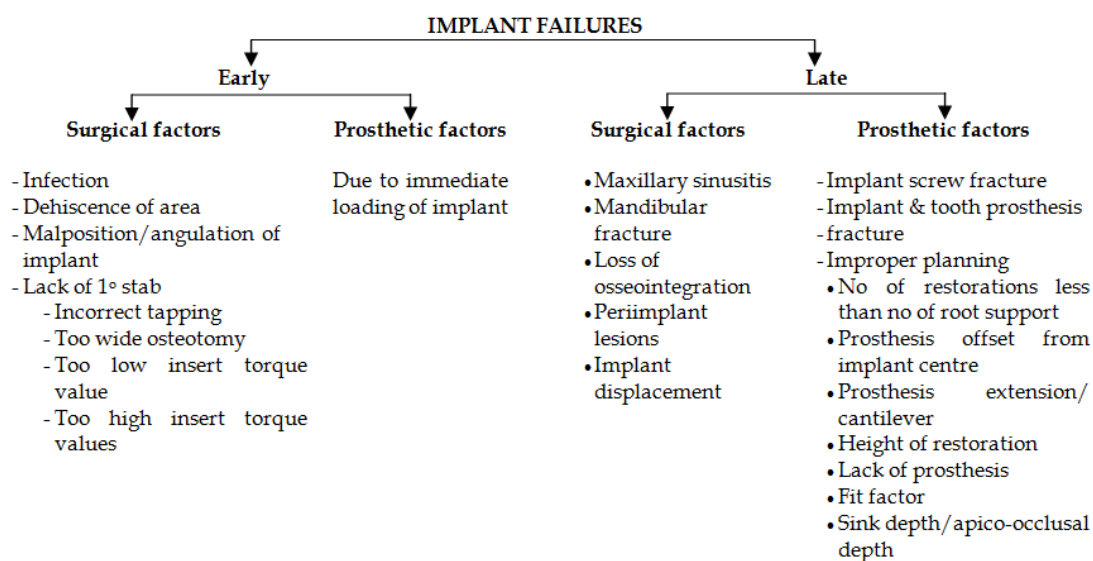 IMPLANT FAILURES
Early
Late
Surgical factors
Prosthetic factors
Surgical factors
Prosthetic factors
- Infection
- Dehiscence of area
- Malposition/angulation of
implant
- Lack of 1º stab
- Incorrect tapping
- Too wide osteotomy
- Too low insert torque
value
- Too high insert torque
values
Due to immediate
loading of implant
• Maxillary sinusitis
• Mandibular
fracture
• Loss of
osseointegration
• Periimplant
lesions
• Implant
displacement
- Implant screw fracture
- Implant & tooth prosthesis
- fracture
- Improper planning
• No of restorations less
than no of root support
• Prosthesis offset from
implant centre
• Prosthesis extension/
cantilever
• Height of restoration
• Lack of prosthesis
• Fit factor
• Sink depth/apico-occlusal
depth